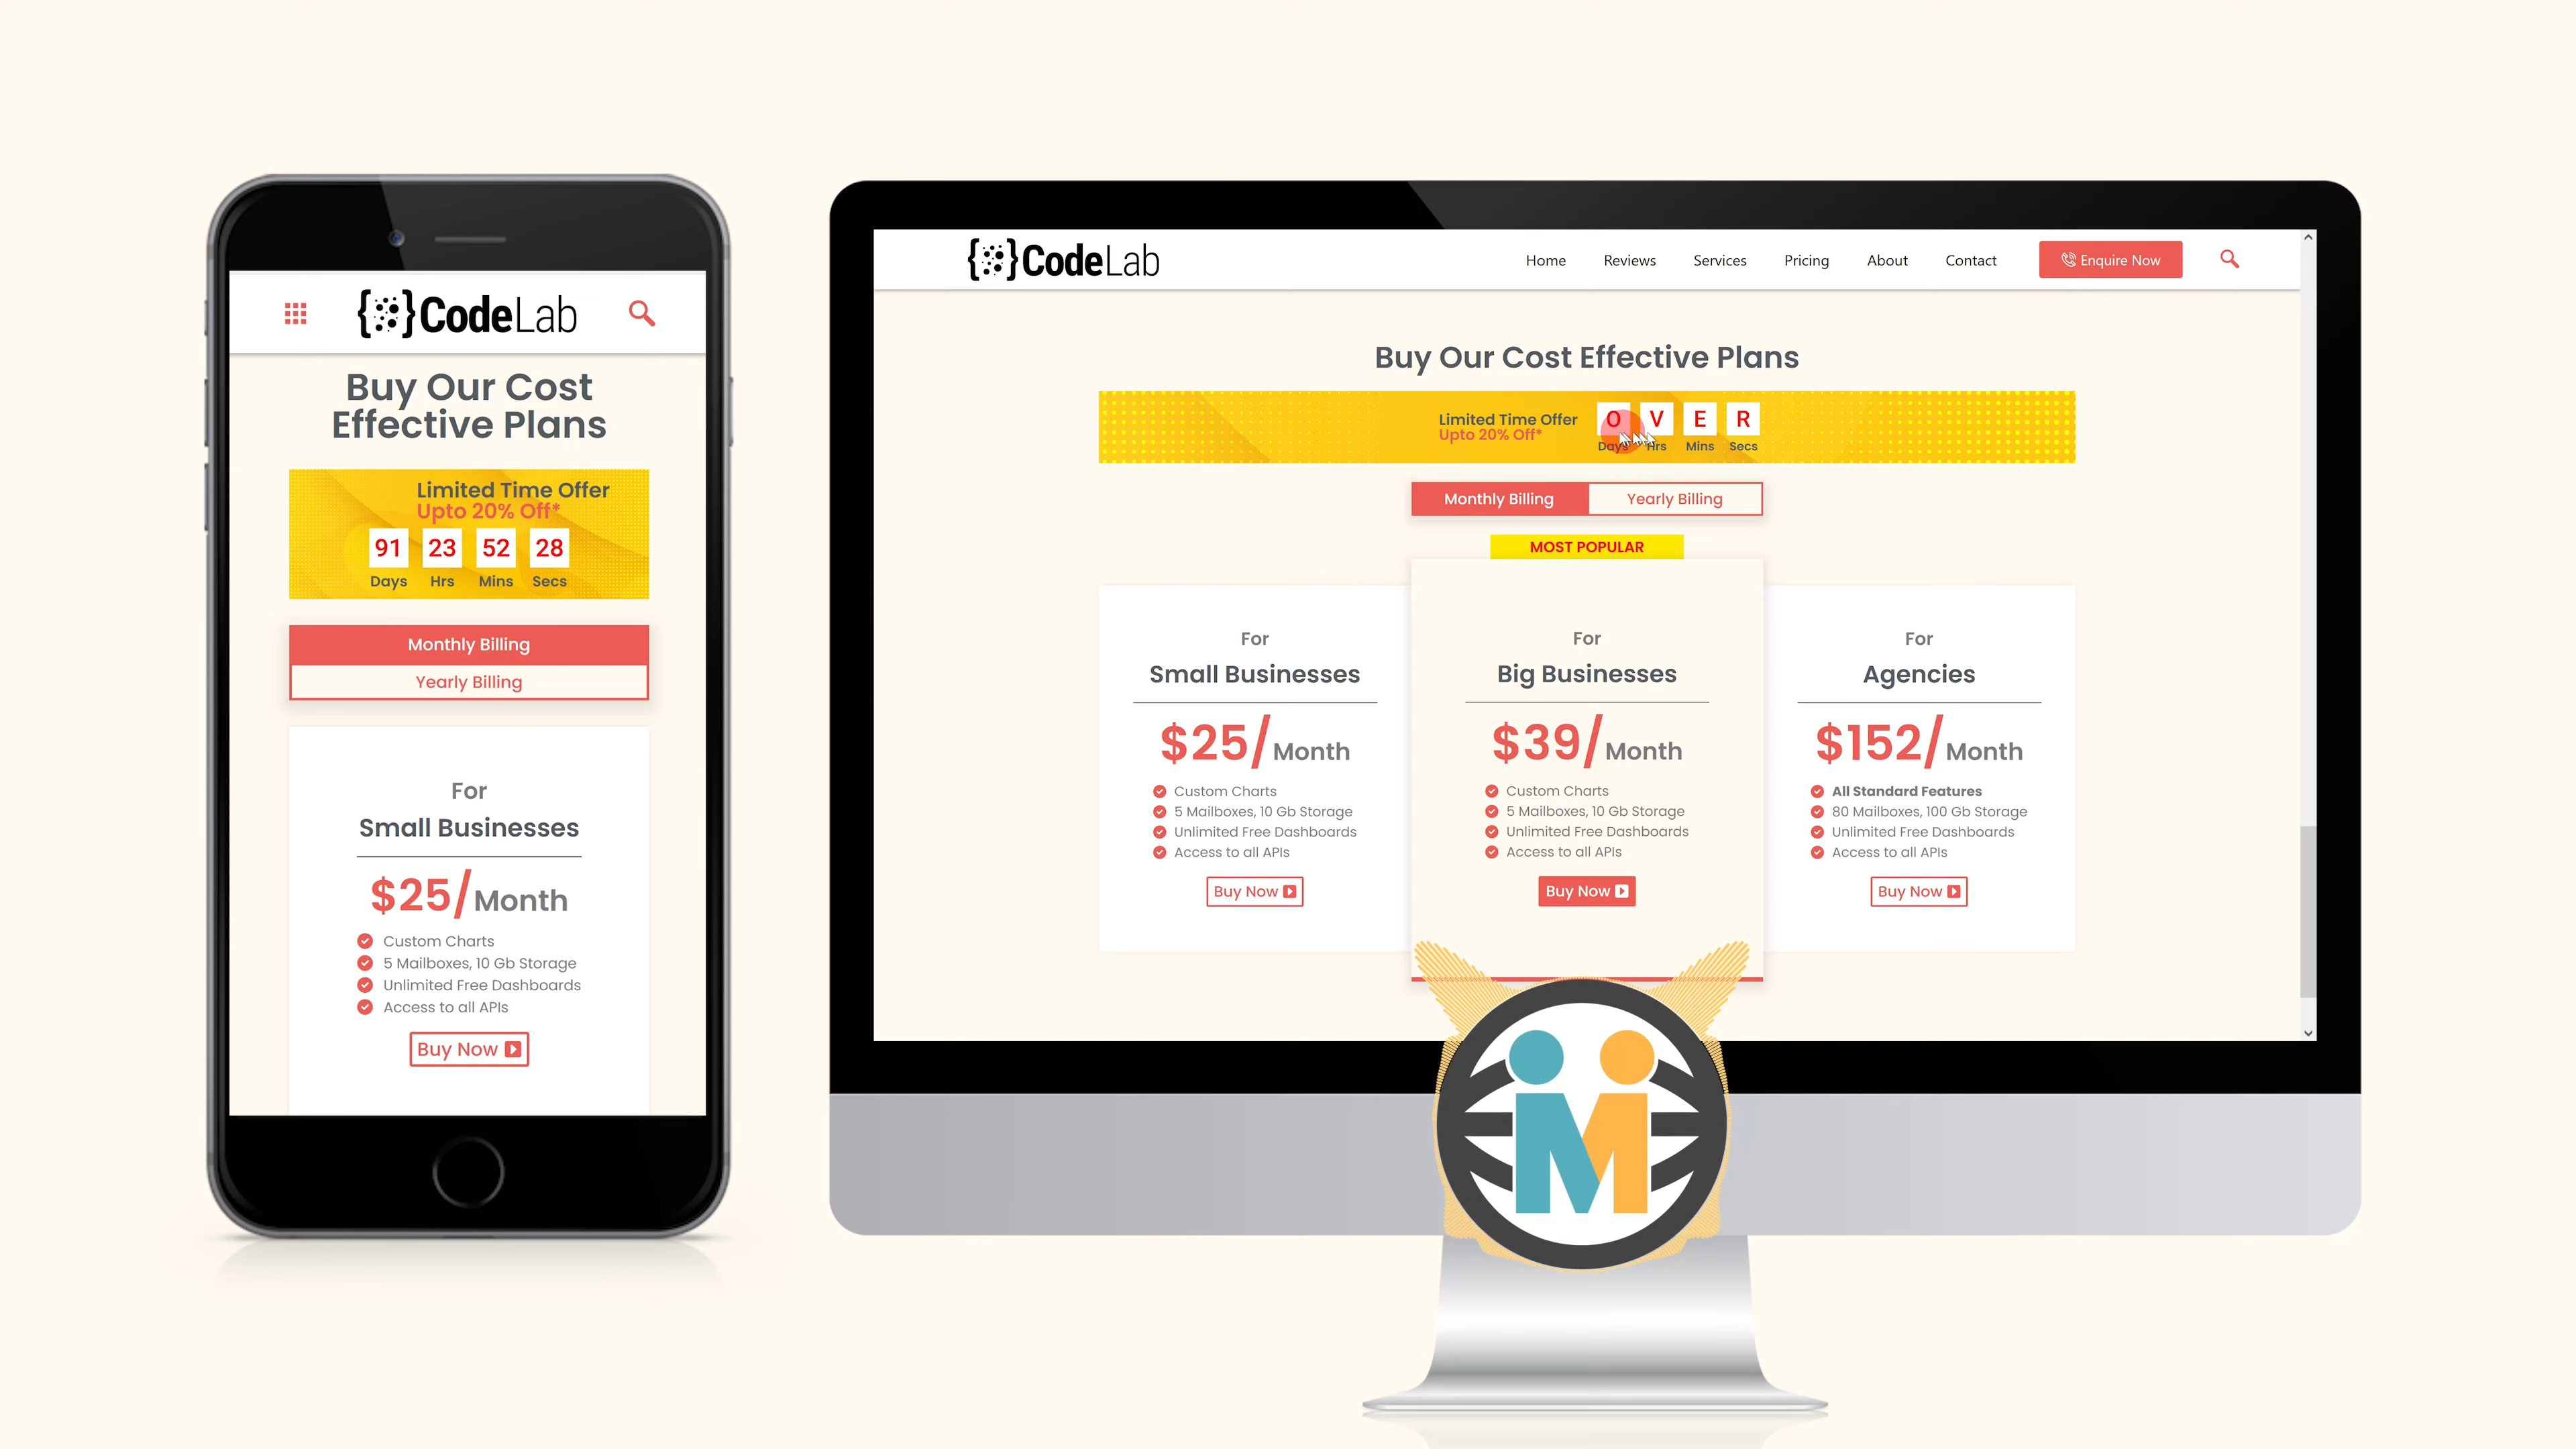 CodeLab
Buy Our Cost
Effective Plans
Limited Time Offer
Upto 20% Off*
91 23 52 28
Days Hrs Mins Secs
Monthly Billing
Yearly Billing
For
Small Businesses
$25/Month
Custom Charts
5 Mailboxes, 10 Gb Storage
Unlimited Free Dashboards
Access to all APIs
Buy Now
CodeLab
Home Reviews Services Pricing About Contact Enquire Now
Buy Our Cost Effective Plans
Limited Time Offer
Upto 20% Off*
O V E R
Days Hrs Mins Secs
Monthly Billing Yearly Billing
MOST POPULAR
For
Small Businesses
$25/Month
Custom Charts
5 Mailboxes, 10 Gb Storage
Unlimited Free Dashboards
Access to all APIs
Buy Now
For
Big Businesses
$39/Month
Custom Charts
5 Mailboxes, 10 Gb Storage
Unlimited Free Dashboards
Access to all APIs
Buy Now
For
Agencies
$152/Month
All Standard Features
80 Mailboxes, 100 Gb Storage
Unlimited Free Dashboards
Access to all APIs
Buy Now
M